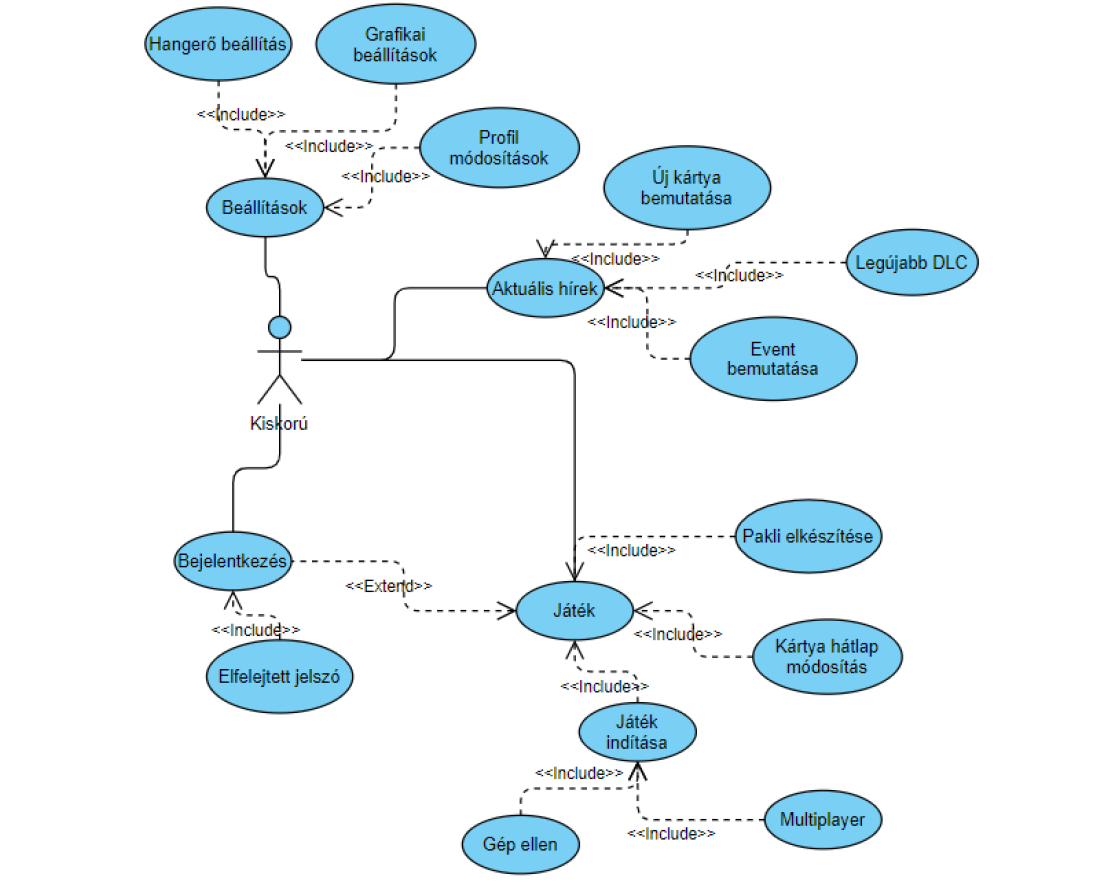 Hangerő beállítás
Grafikai
beállítások
<<Include>>
<<Include>>
Profil
módosítások
<<Include>>
Beállítások
Új kártya
bemutatása
<<Include>>
Legújabb DLC
<<Include>>
Aktuális hírek
<<Include>>
Event
bemutatása
Kiskorú
Pakli elkészítése
<<Include>>
Bejelentkezés
<<Extend>>
Játék
<<Include>>
<<Include>>
Kártya hátlap
módosítás
Elfelejtett jelszó
<<Include>>
Játék
indítása
<<Include>>
Multiplayer
<<Include>>
Gép ellen